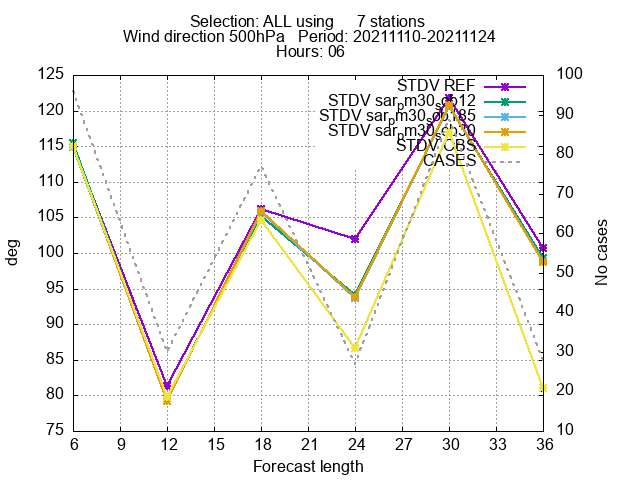 Selection: ALL using 7 stations
Wind direction 500hPa Period: 20211110-20211124
Hours: 06
125
120
115
110
105
100
95
90
85
80
75
deg
100
90
80
70
60
50
40
30
20
10
No cases
STDV REF
STDV OBS
CASES
6 9 12 15 18 21 24 27 30 33 36
Forecast length